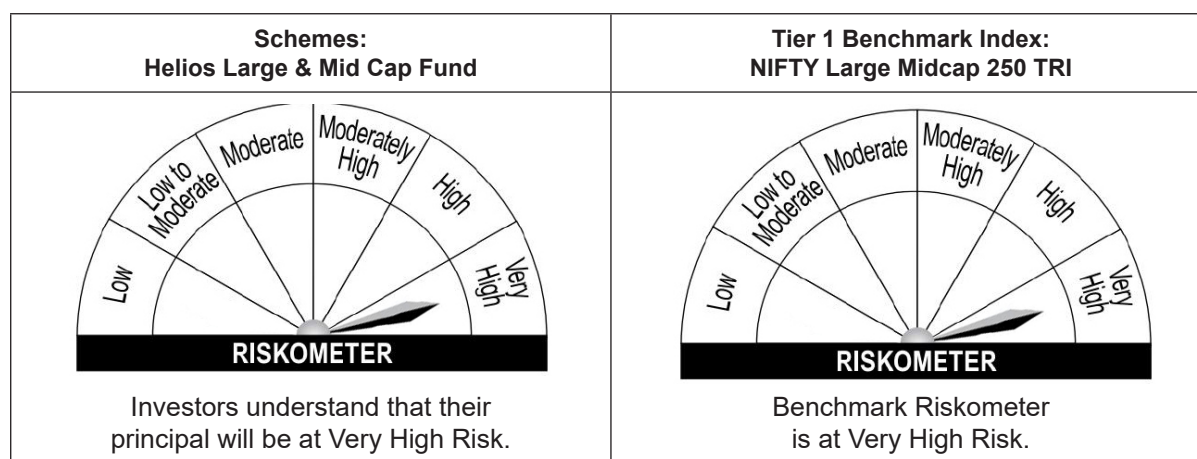 Schemes:
Helios Large & Mid Cap Fund
Low
Low to
Moderate
Moderate
Moderately
High
High
Very
High
RISKOMETER
Investors understand that their
principal will be at Very High Risk.
Tier 1 Benchmark Index:
NIFTY Large Midcap 250 TRI
Low
Low to
Moderate
Moderate
Moderately
High
High
Very
High
RISKOMETER
Benchmark Riskometer
is at Very High Risk.